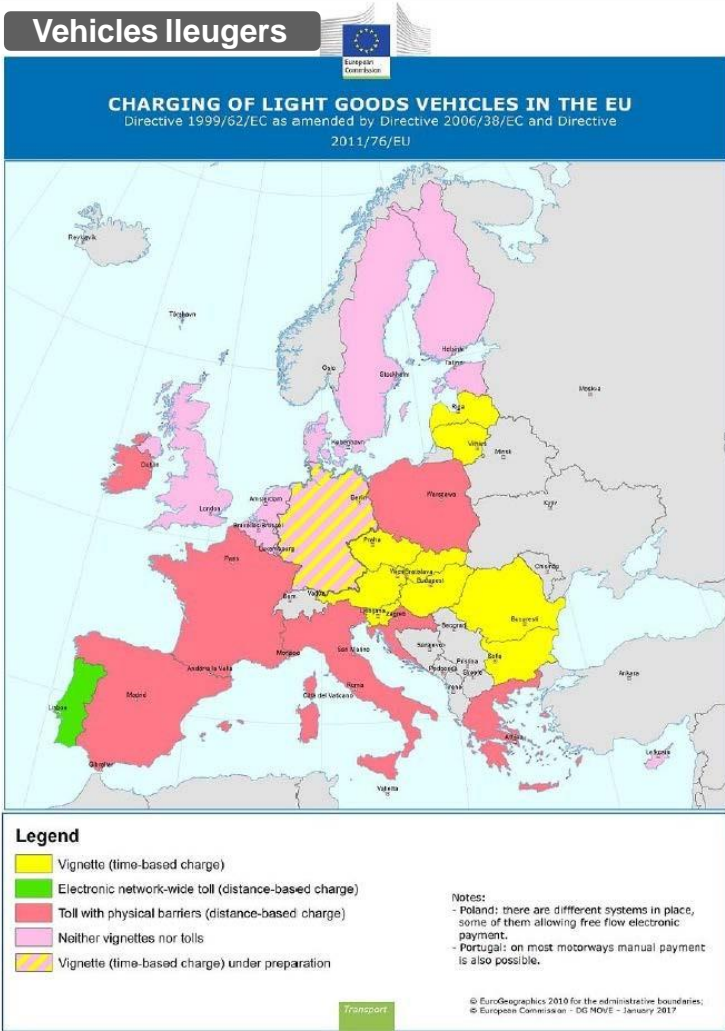 Vehicles lleugers
European
Commission
CHARGING OF LIGHT GOODS VEHICLES IN THE EU
Directive 1999/62/EC as amended by Directive 2006/38/EC and Directive
2011/76/EU
Reykjavík
Tórshavn
Helsinki
Tallinn
Oslo
Stockholm
Moskva
Riga
København
Vilnius
Minsk
Dublin
Amsterdam
Berlin
Warszawa
London
Kyiv
Luxembourg
Praha
Paris
Bratislava
Chisinau
Budapest
Bern
Vaduz
Ljubljana
Zagreb
Bucuresti
Beograd
Monaco
San Marino
Sarajevo
Sofia
Andorra la Vella
Pristina
Podgorica
Skopje
Ankara
Roma
Città del Vaticano
Madrid
Lisboa
Athina
Lefkosia
Gibraltar
Valletta
Legend
Vignette (time-based charge)
Electronic network-wide toll (distance-based charge)
Toll with physical barriers (distance-based charge)
Neither vignettes nor tolls
Vignette (time-based charge) under preparation
Notes:
- Poland: there are diffferent systems in place,
some of them allowing free flow electronic
payment.
- Portugal: on most motorways manual payment
is also possible.
Transport
© EuroGeographics 2010 for the administrative boundaries;
© European Commission - DG MOVE - January 2017